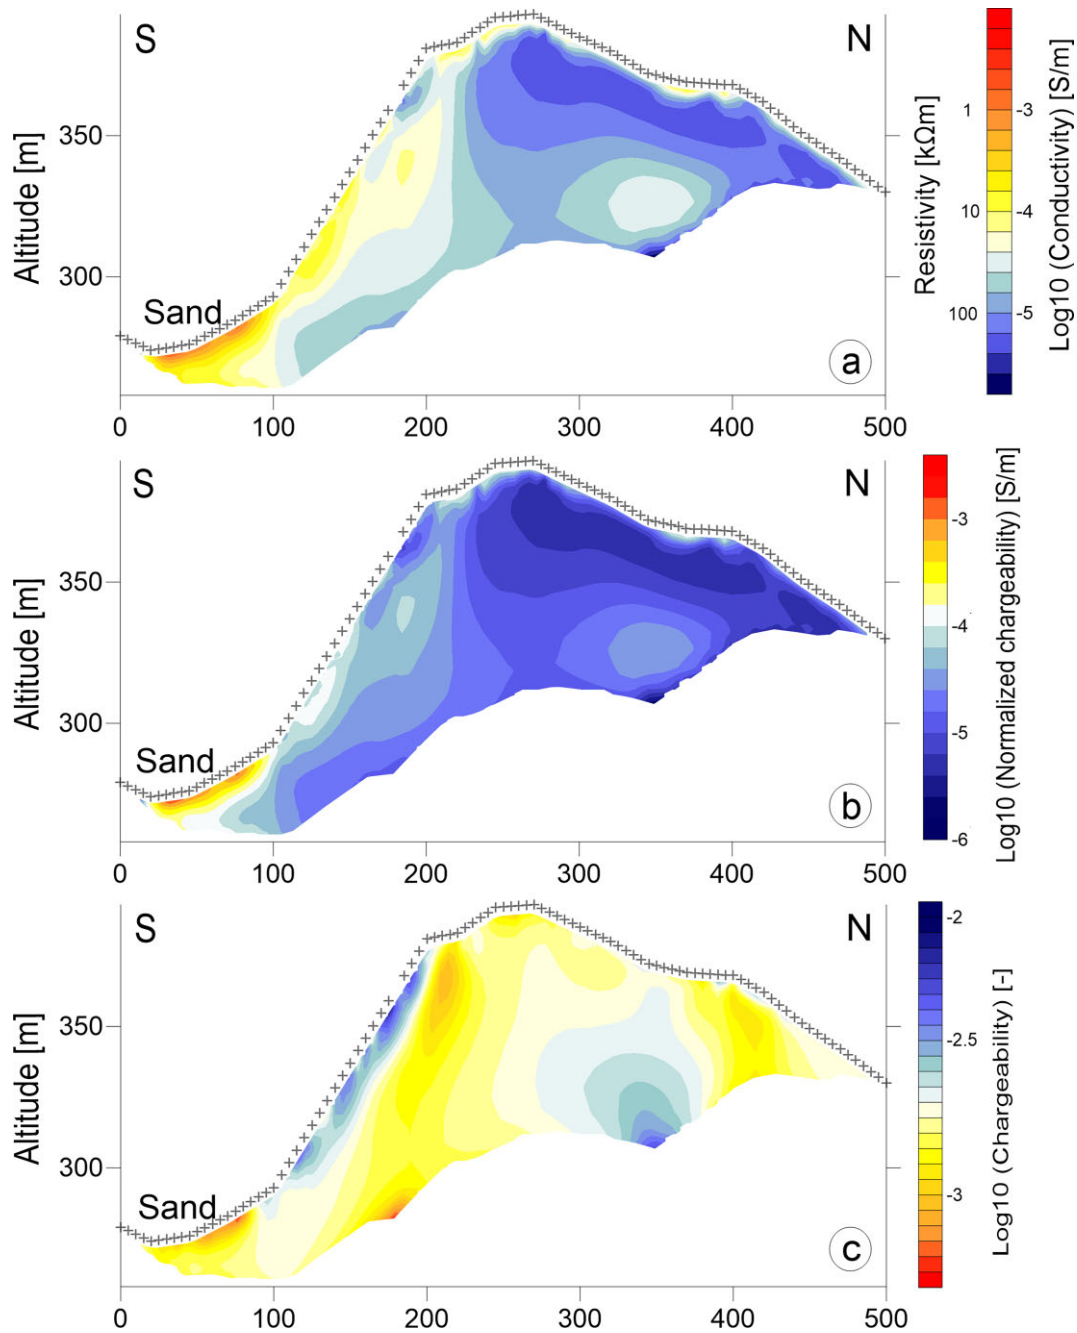 S
N
Altitude [m]
350
300
Sand
a
0 100 200 300 400 500
Resistivity [kΩm]
1
10
100
-3
-4
-5
Log10 (Conductivity) [S/m]
S
N
Altitude [m]
350
300
Sand
b
0 100 200 300 400 500
-3
-4
-5
-6
Log10 (Normalized chargeability) [S/m]
S
N
Altitude [m]
350
300
Sand
c
0 100 200 300 400 500
-2
-2.5
-3
Log10 (Chargeability) [-]